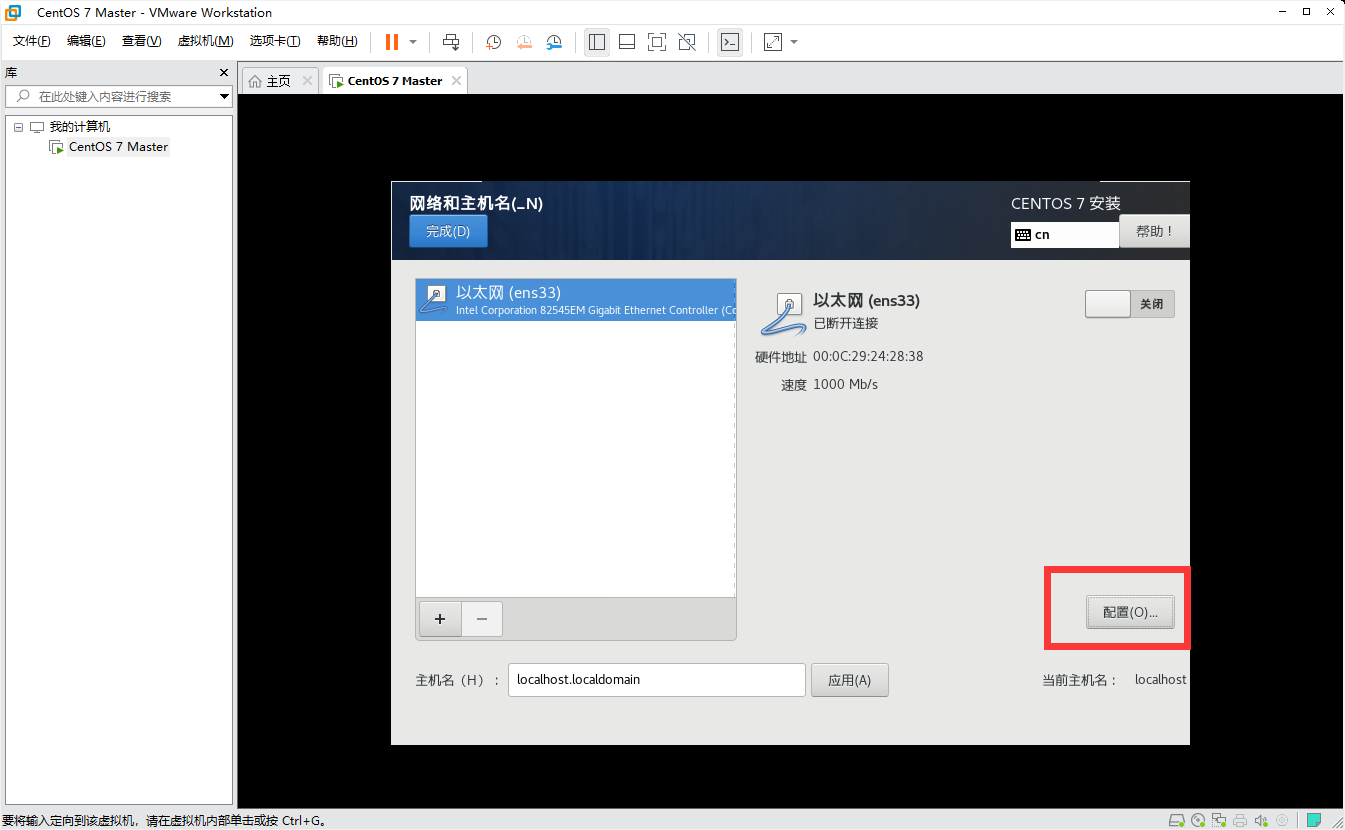 CentOS 7 Master - VMware Workstation
文件(F) 编辑(E) 查看(V) 虚拟机(M) 选项卡(T) 帮助(H)
库
主页
CentOS 7 Master
在此处键入内容进行搜索
我的计算机
CentOS 7 Master
网络和主机名(_N)
CENTOS 7 安装
完成(D)
cn
帮助！
以太网 (ens33)
Intel Corporation 82545EM Gigabit Ethernet Controller (Co
以太网 (ens33)
已断开连接
关闭
硬件地址 00:0C:29:24:28:38
速度 1000 Mb/s
配置(O)...
主机名（H）：
localhost.localdomain
应用(A)
当前主机名： localhost
要将输入定向到该虚拟机，请在虚拟机内部单击或按 Ctrl+G。